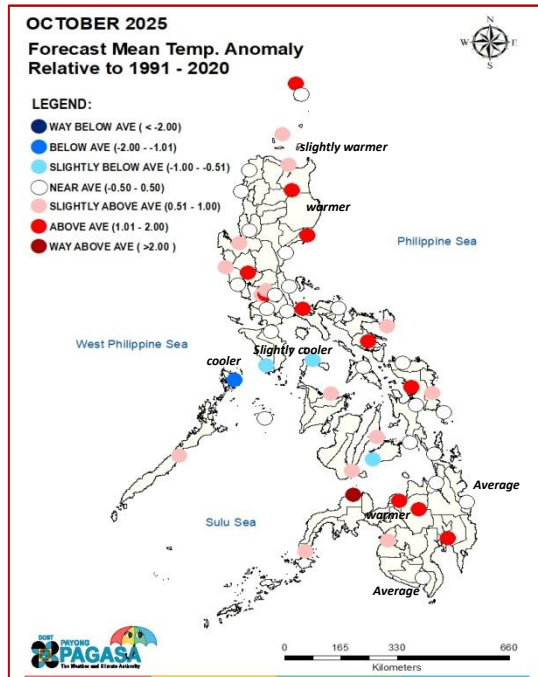 OCTOBER 2025
Forecast Mean Temp. Anomaly
Relative to 1991 - 2020
N
W E
S
LEGEND:
WAY BELOW AVE ( < -2.00)
BELOW AVE (-2.00 - -1.01)
SLIGHTLY BELOW AVE (-1.00 - -0.51)
NEAR AVE (-0.50 - 0.50)
SLIGHTLY ABOVE AVE (0.51 - 1.00)
ABOVE AVE (1.01 - 2.00)
WAY ABOVE AVE ( >2.00 )
slightly warmer
warmer
Philippine Sea
West Philippine Sea
cooler
Slightly cooler
Average
Sulu Sea
warmer
Average
DOST
PAYONG
PAGASA
The Weather and Climate Authority
0 165 330 660
Kilometers